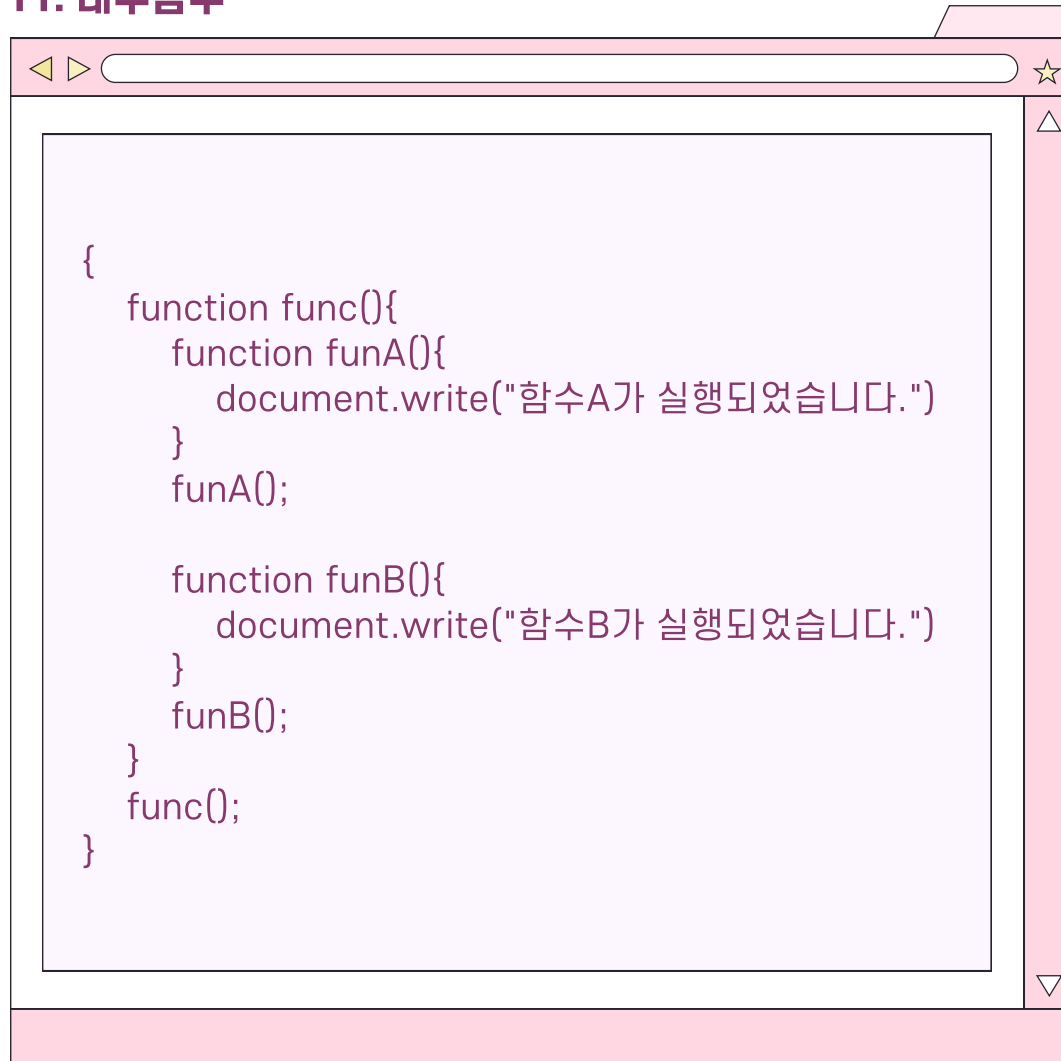 {
function func(){
function funA(){
document.write("함수A가 실행되었습니다.")
}
funA();
function funB(){
document.write("함수B가 실행되었습니다.")
}
funB();
}
func();
}